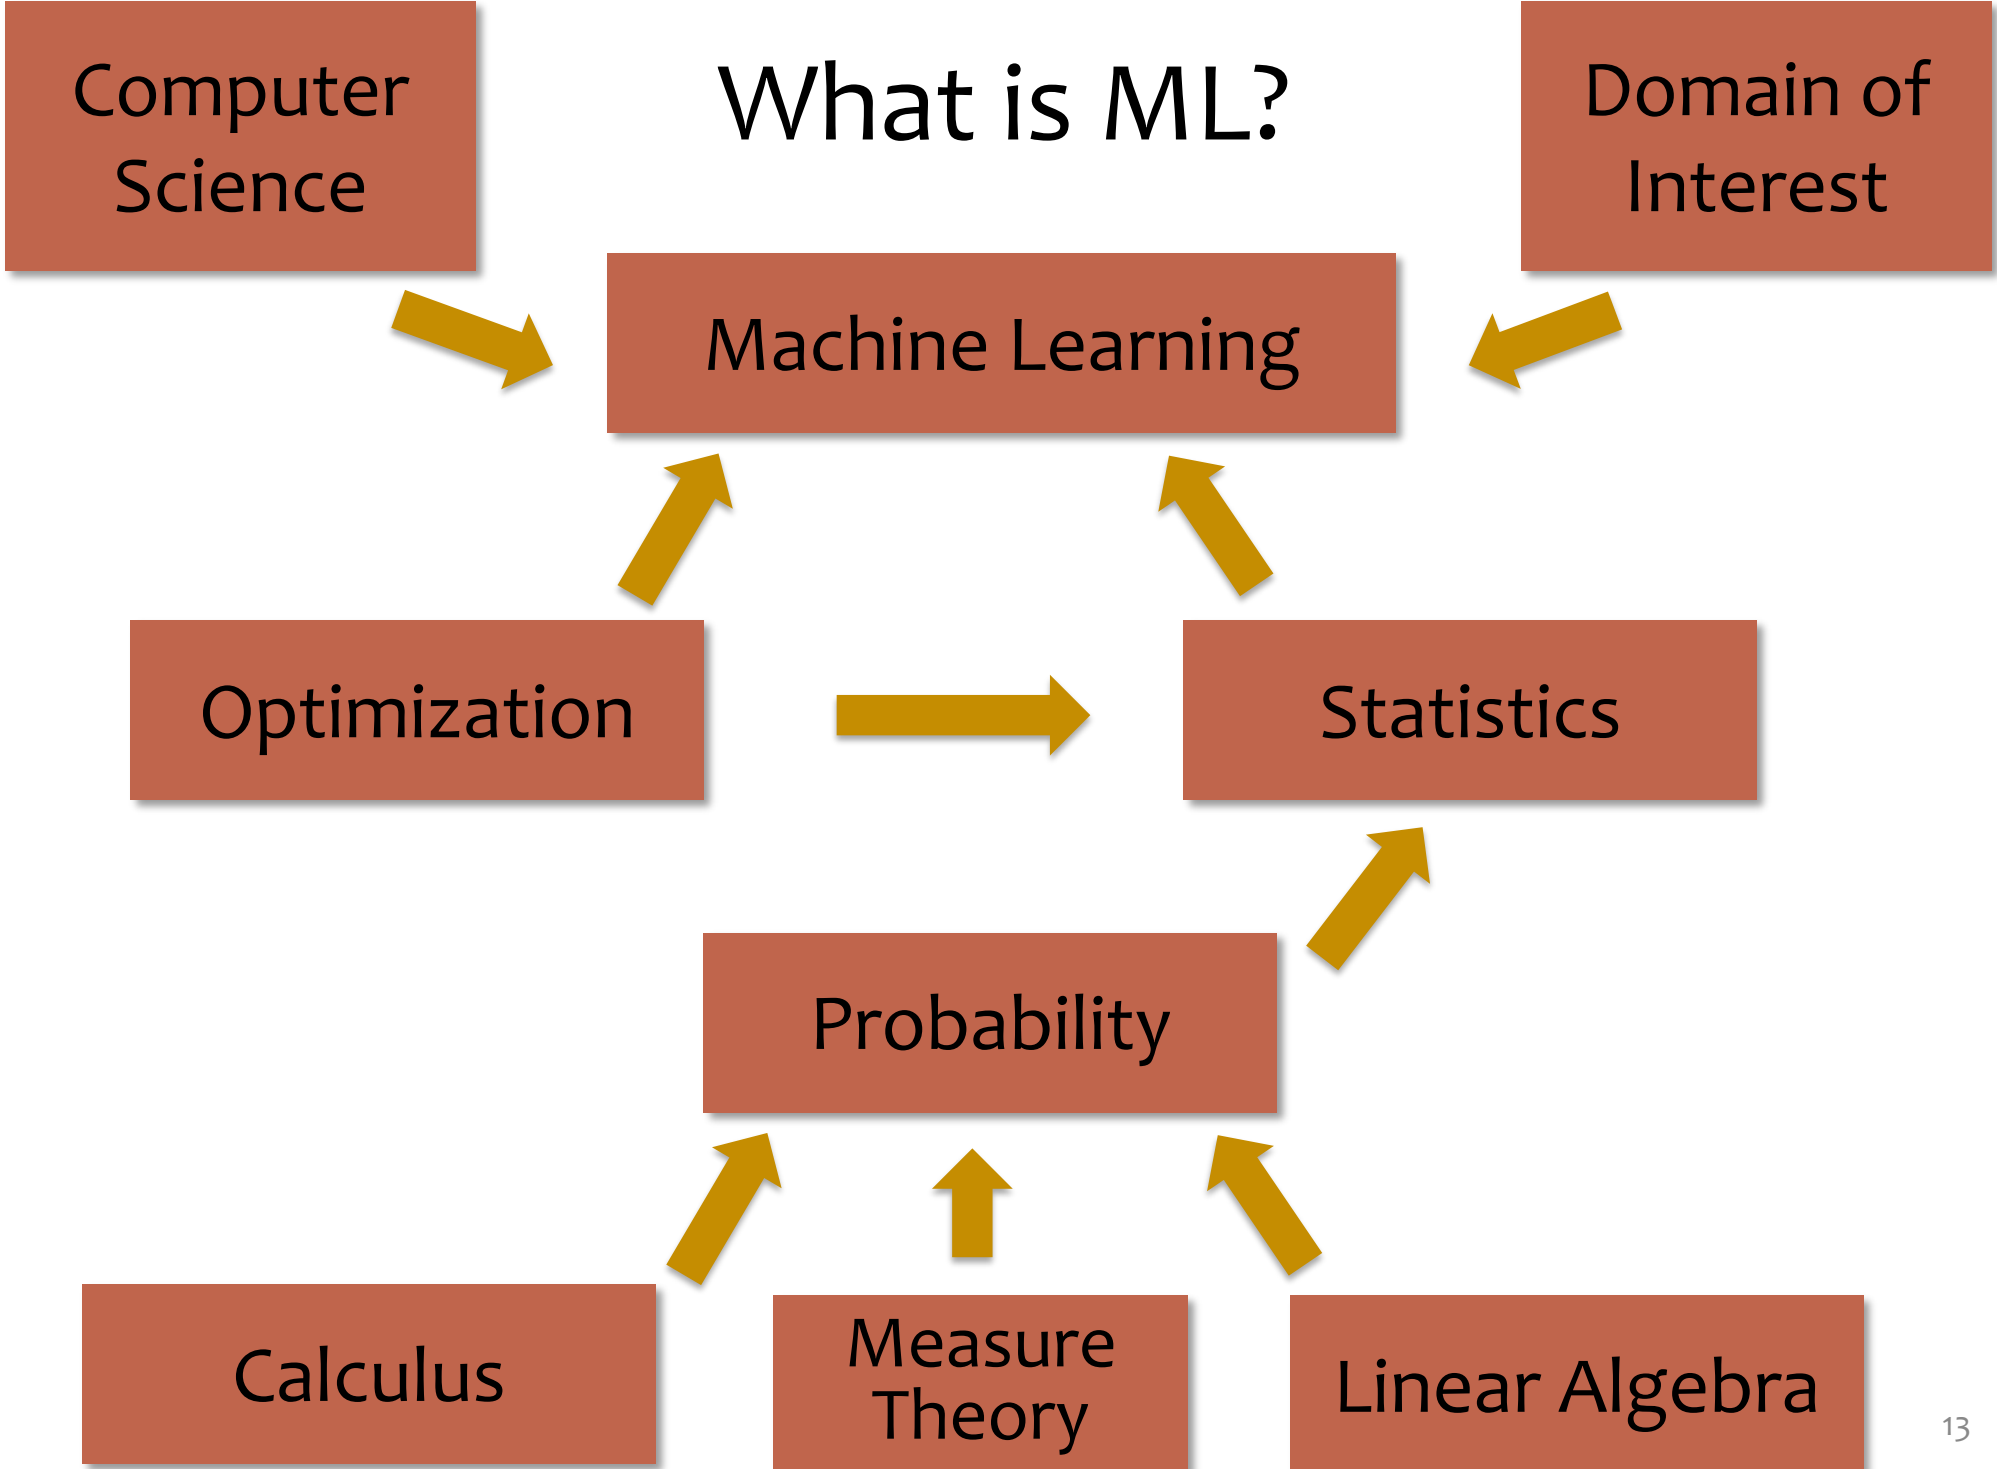 Computer
Science
What is ML?
Domain of
Interest
Machine Learning
Optimization
Statistics
Probability
Calculus
Measure
Theory
Linear Algebra
13